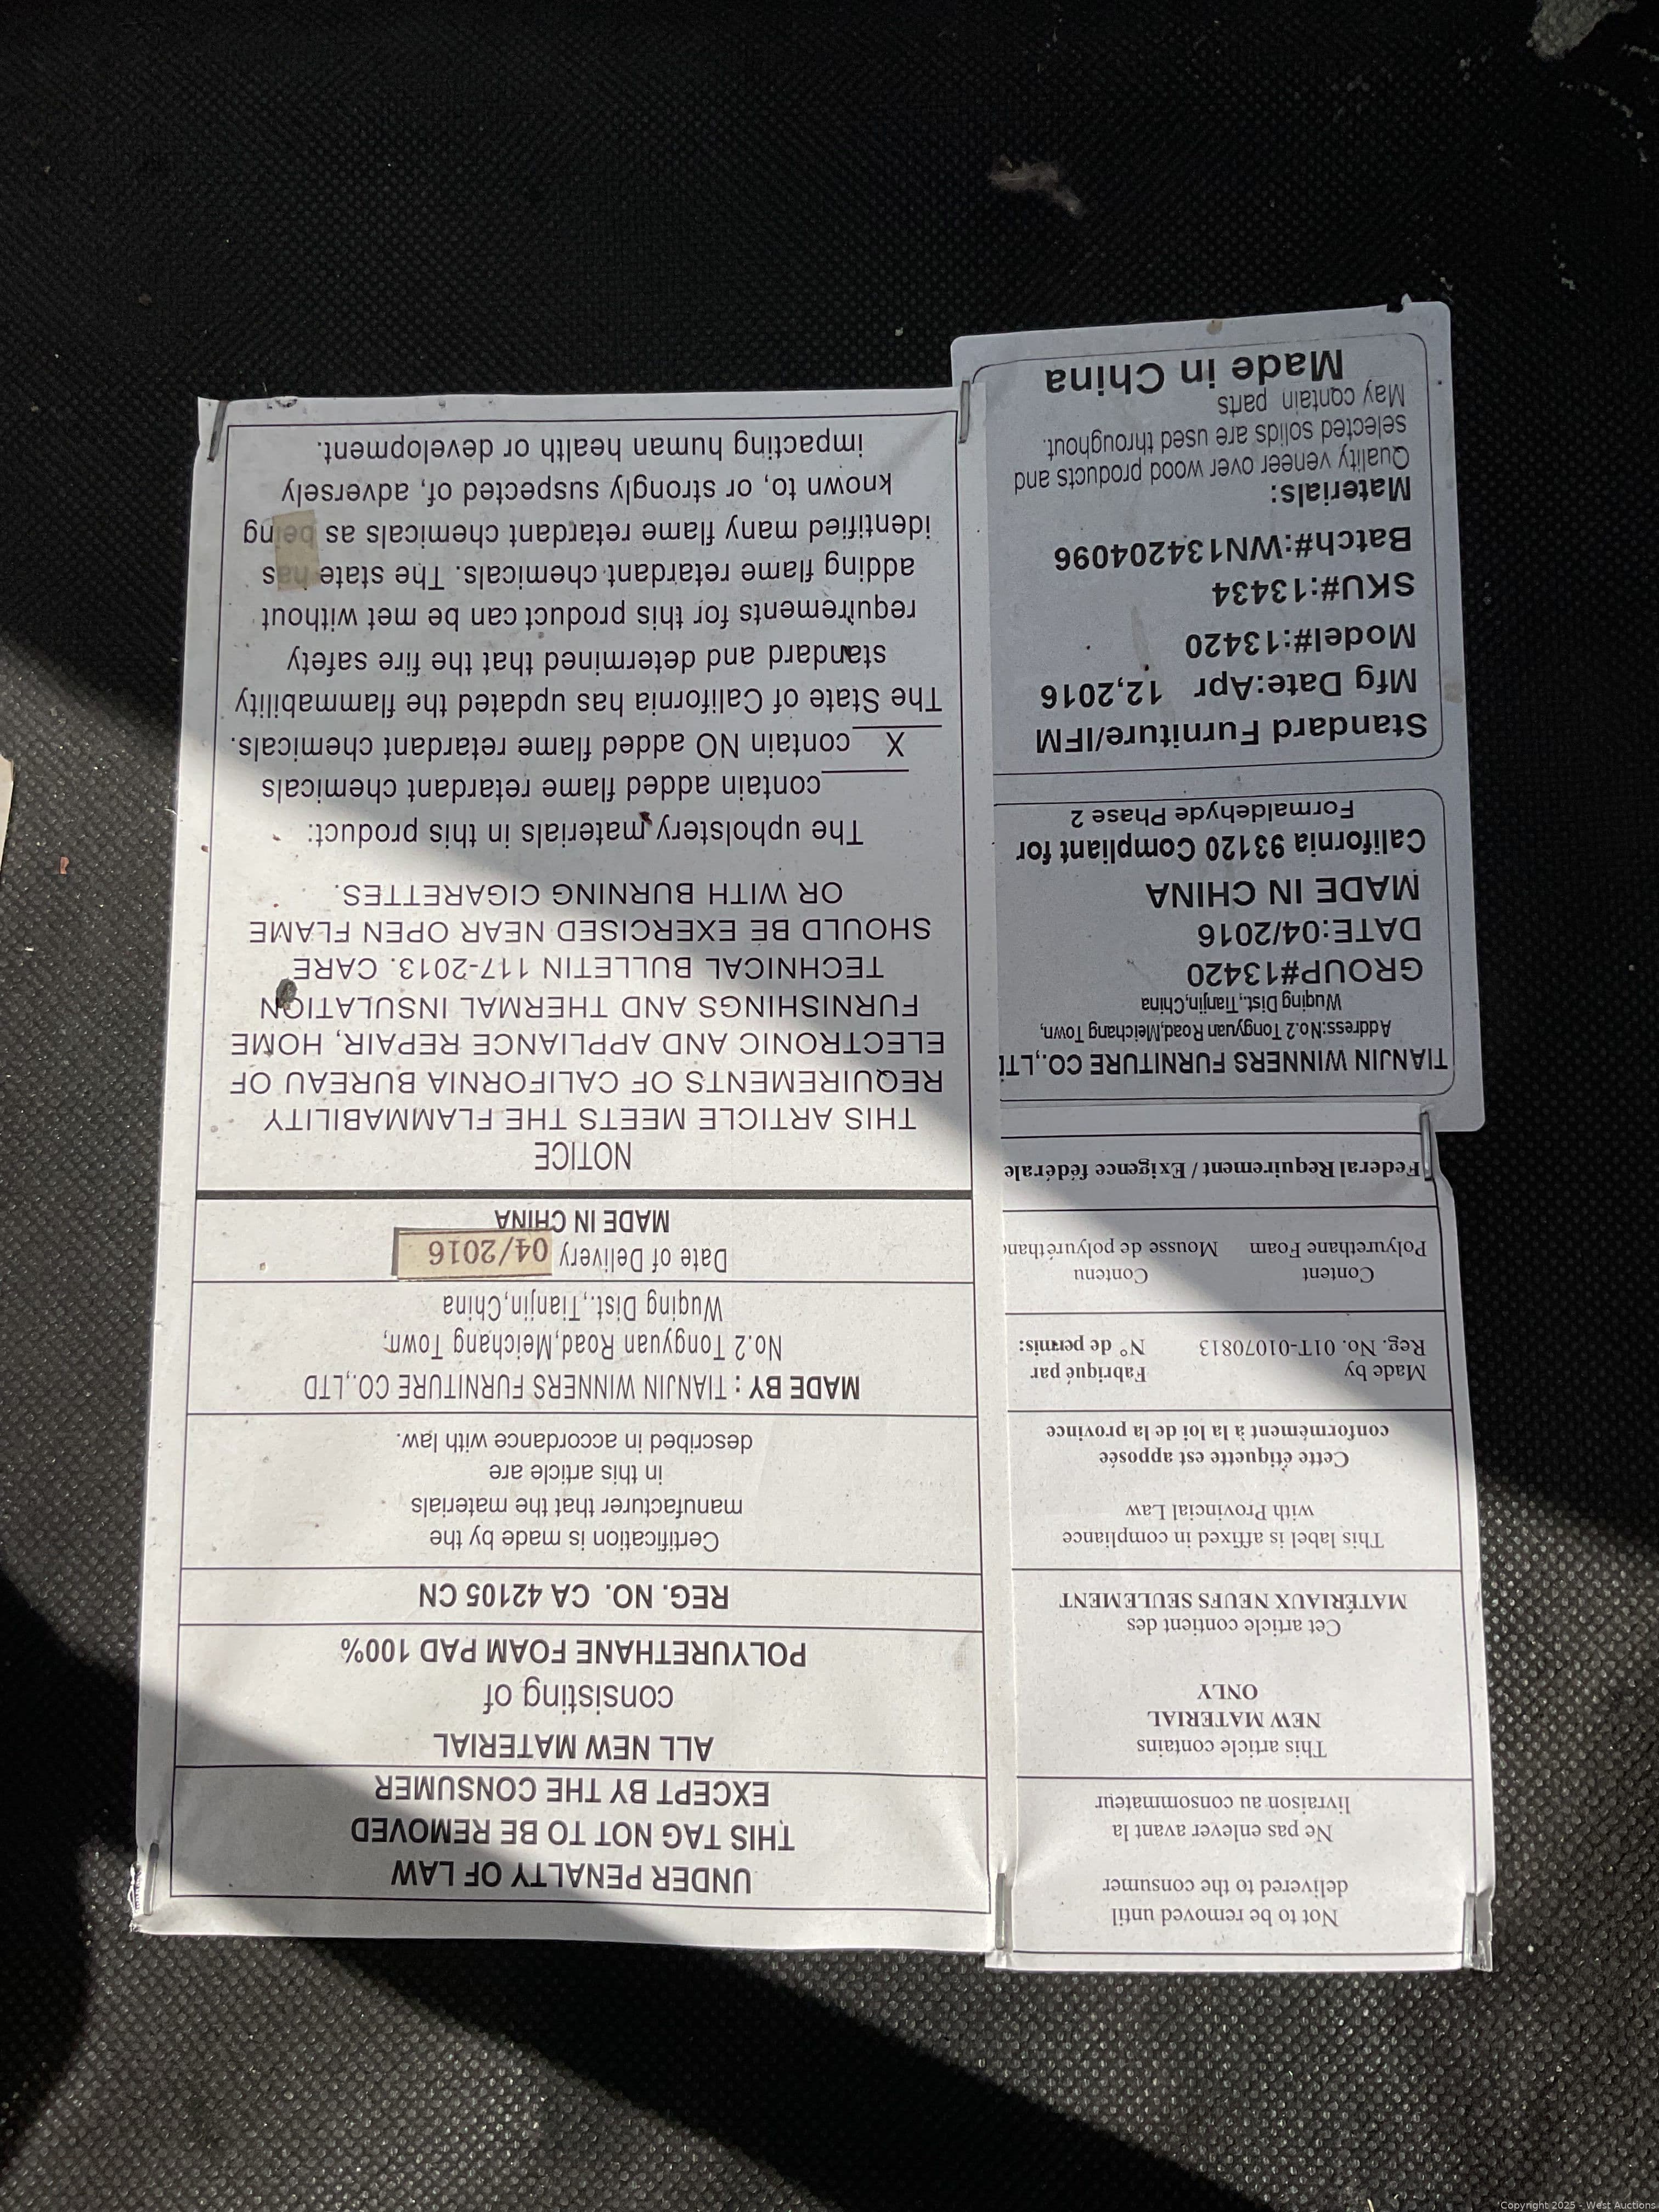 Not to be removed until
delivered to the consumer
Ne pas enlever avant la
livraison au consommateur
This article contains
NEW MATERIAL
ONLY
Cet article contient des
MATÉRIAUX NEUFS SEULEMENT
This label is affixed in compliance
with Provincial Law
Cette étiquette est apposée
conformément à la loi de la province
Made by Fabriqué par
Reg. No. 01T-01070813 N° de permis:
Content Contenu
Polyurethane Foam Mousse de polyuréthan
Federal Requirement / Exigence fédérale
TIANJIN WINNERS FURNITURE CO.,LT
Address:No.2 Tongyuan Road,Meichang Town,
Wuqing Dist., Tianjin,China
GROUP#13420
DATE:04/2016
MADE IN CHINA
California 93120 Compliant for
Formaldehyde Phase 2
Standard Furniture/IFM
Mfg Date:Apr 12,2016
Model#:13420
SKU#:13434
Batch#:WN134204096
Materials:
Quality veneer over wood products and
selected solids are used throughout.
May contain parts
Made in China
UNDER PENALTY OF LAW
THIS TAG NOT TO BE REMOVED
EXCEPT BY THE CONSUMER
ALL NEW MATERIAL
consisting of
POLYURETHANE FOAM PAD 100%
REG. NO. CA 42105 CN
Certification is made by the
manufacturer that the materials
in this article are
described in accordance with law.
MADE BY : TIANJIN WINNERS FURNITURE CO.,LTD
No.2 Tongyuan Road,Meichang Town,
Wuqing Dist.,Tianjin,China
Date of Delivery 04/2016
MADE IN CHINA
NOTICE
THIS ARTICLE MEETS THE FLAMMABILITY
REQUIREMENTS OF CALIFORNIA BUREAU OF
ELECTRONIC AND APPLIANCE REPAIR, HOME
FURNISHINGS AND THERMAL INSULATION
TECHNICAL BULLETIN 117-2013. CARE
SHOULD BE EXERCISED NEAR OPEN FLAME
OR WITH BURNING CIGARETTES.
The upholstery materials in this product:
contain added flame retardant chemicals
X contain NO added flame retardant chemicals.
The State of California has updated the flammability
standard and determined that the fire safety
requirements for this product can be met without
adding flame retardant chemicals. The state has
identified many flame retardant chemicals as being
known to, or strongly suspected of, adversely
impacting human health or development.
Copyright 2025 - West Auctions